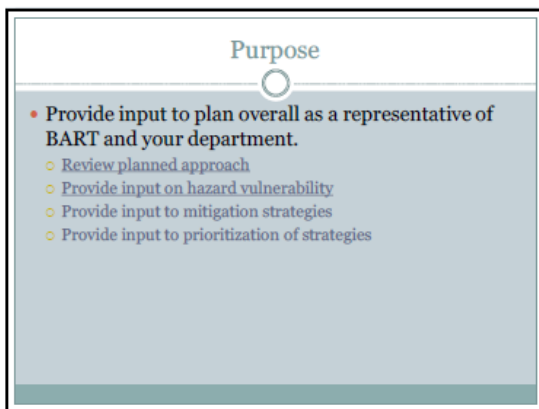 Purpose
• Provide input to plan overall as a representative of
BART and your department.
○ Review planned approach
○ Provide input on hazard vulnerability
○ Provide input to mitigation strategies
○ Provide input to prioritization of strategies